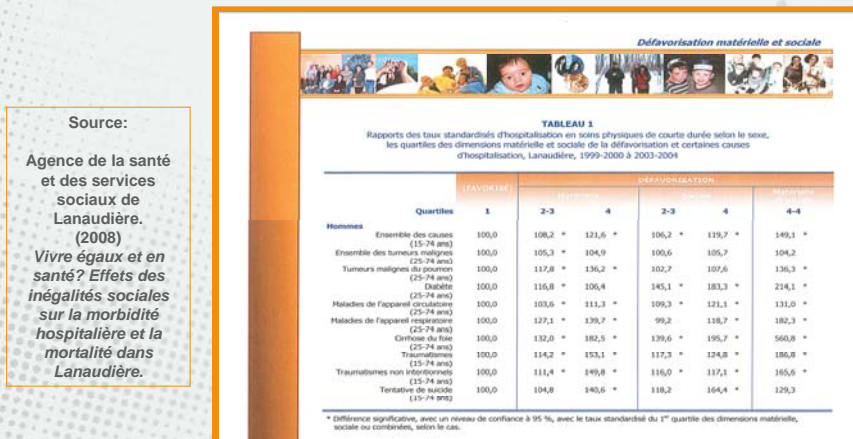 Source:
Agence de la santé
et des services
sociaux de
Lanaudière.
(2008)
Vivre égaux et en
santé? Effets des
inégalités sociales
sur la morbidité
hospitalière et la
mortalité dans
Lanaudière.
Défavorisation matérielle et sociale
TABLEAU 1
Rapports des taux standardisés d'hospitalisation en soins physiques de courte durée selon le sexe,
les quartiles des dimensions matérielle et sociale de la défavorisation et certaines causes
d'hospitalisation, Lanaudière, 1999-2000 à 2003-2004
(FAVORISÉ) DÉFAVORISATION
Quartiles 1 2-3 4 2-3 4 4-4
Hommes
Ensemble des causes 100,0 108,2 * 121,6 * 106,2 * 119,7 * 149,1 *
(15-74 ans)
Ensemble des tumeurs malignes 100,0 105,3 * 104,9 100,6 105,7 104,2
(25-74 ans)
Tumeurs malignes du poumon 100,0 117,8 * 136,2 * 102,7 107,6 136,3 *
(25-74 ans)
Diabète 100,0 116,8 * 106,4 145,1 * 183,3 * 214,1 *
(25-74 ans)
Maladies de l'appareil circulatoire 100,0 103,6 * 111,3 * 109,3 * 121,1 * 131,0 *
(25-74 ans)
Maladies de l'appareil respiratoire 100,0 127,1 * 139,7 * 99,2 118,7 * 182,3 *
(25-74 ans)
Cirrhose du foie 100,0 132,0 * 182,5 * 139,6 * 195,7 * 560,8 *
(25-74 ans)
Traumatismes 100,0 114,2 * 153,1 * 117,3 * 124,8 * 186,8 *
(15-74 ans)
Traumatismes non intentionnels 100,0 111,4 * 149,8 * 116,0 * 117,1 * 165,6 *
(15-74 ans)
Tentative de suicide 100,0 104,8 140,6 * 118,2 164,4 * 129,3
(15-74 ans)
* Différence significative, avec un niveau de confiance à 95 %, avec le taux standardisé du 1er quartile des dimensions matérielle,
sociale ou combinées, selon le cas.